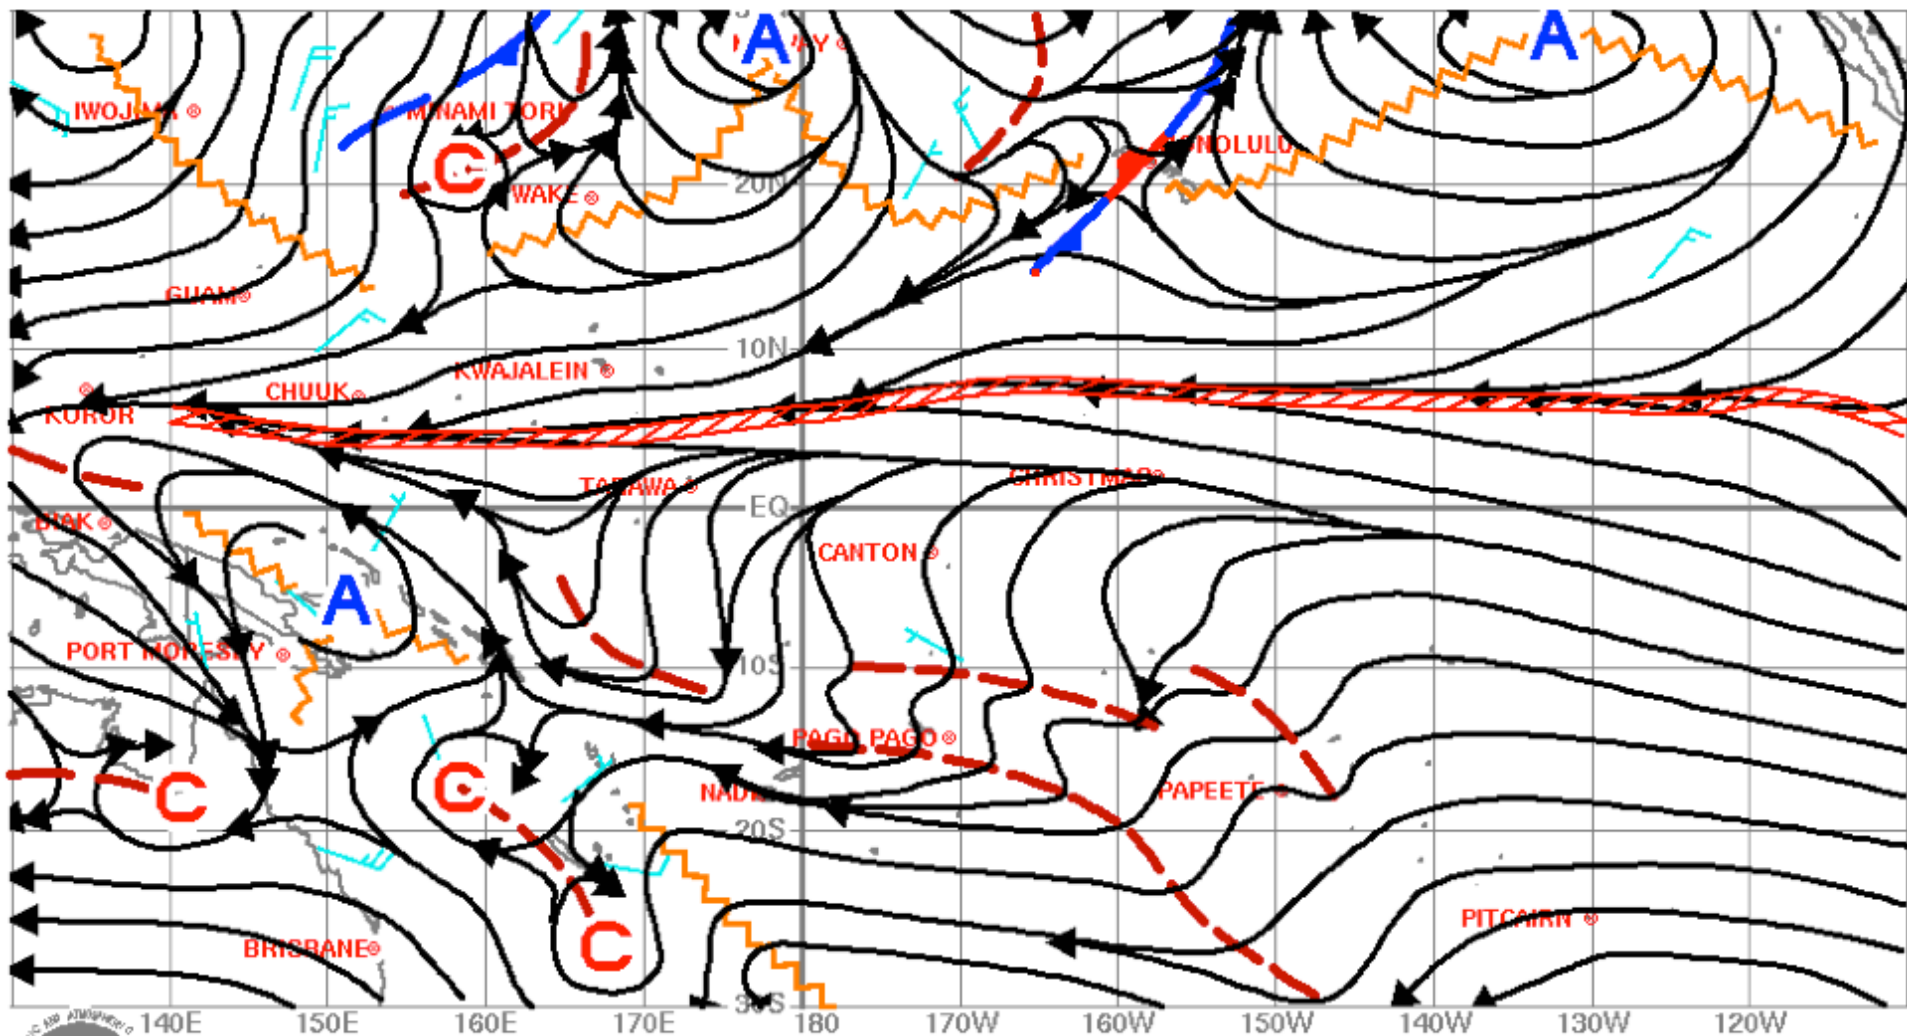 A
A
IWOJIMA
MINAMI TORI
HONOLULU
C
20N
WAKE
GUAM
10N
KWAJALEIN
CHUUK
KOROR
TARAWA
CHRISTMAS
EQ
BIAK
CANTON
A
PORT MORESBY
10S
PAGO PAGO
C
C
NADI
PAPEETE
20S
PITCAIRN
BRISBANE
C
30S
140E 150E 160E 170E 180 170W 160W 150W 140W 130W 120W